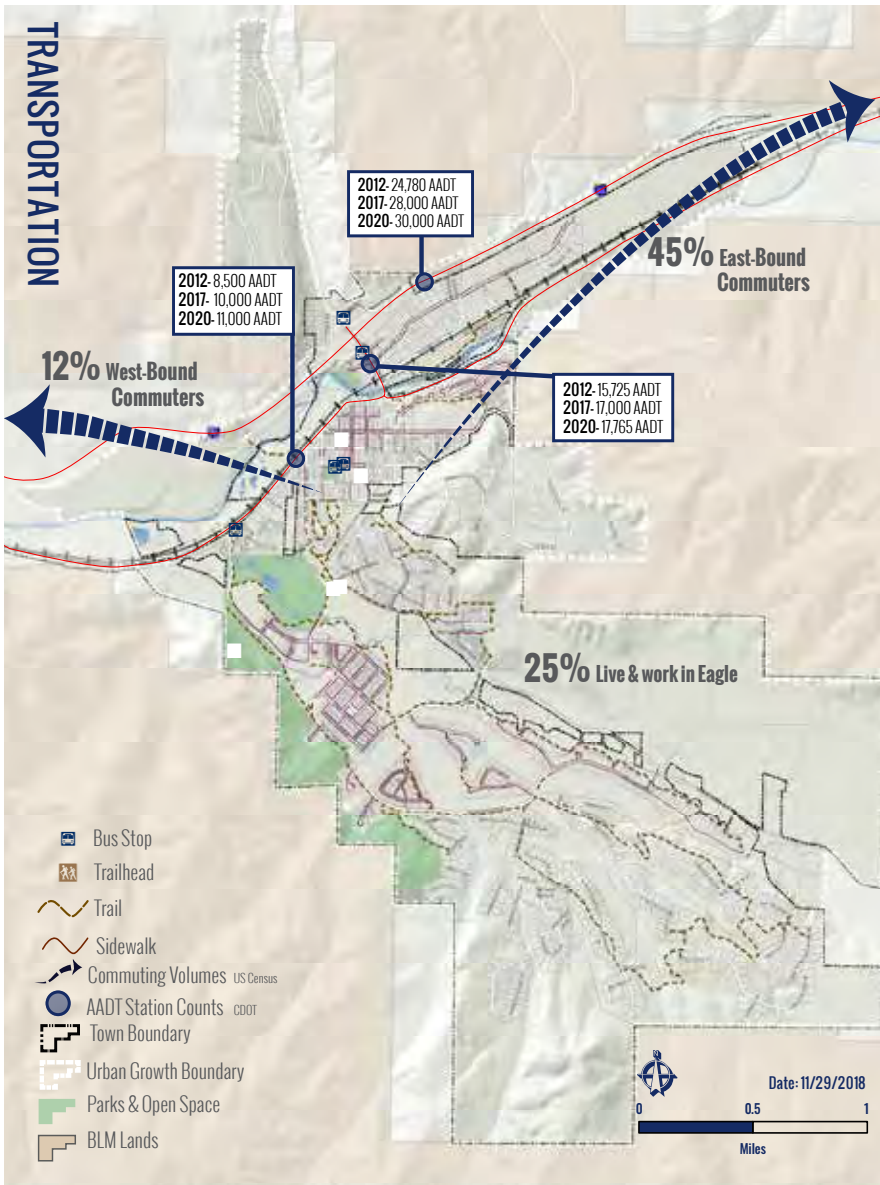 TRANSPORTATION
2012- 24,780 AADT
2017- 28,000 AADT
2020- 30,000 AADT
45% East-Bound
Commuters
2012- 8,500 AADT
2017- 10,000 AADT
2020- 11,000 AADT
12% West-Bound
Commuters
2012- 15,725 AADT
2017- 17,000 AADT
2020- 17,765 AADT
25% Live & work in Eagle
Bus Stop
Trailhead
Trail
Sidewalk
Commuting Volumes US Census
AADT Station Counts CDOT
Town Boundary
Urban Growth Boundary
Parks & Open Space
BLM Lands
Date: 11/29/2018
0 0.5 1
Miles